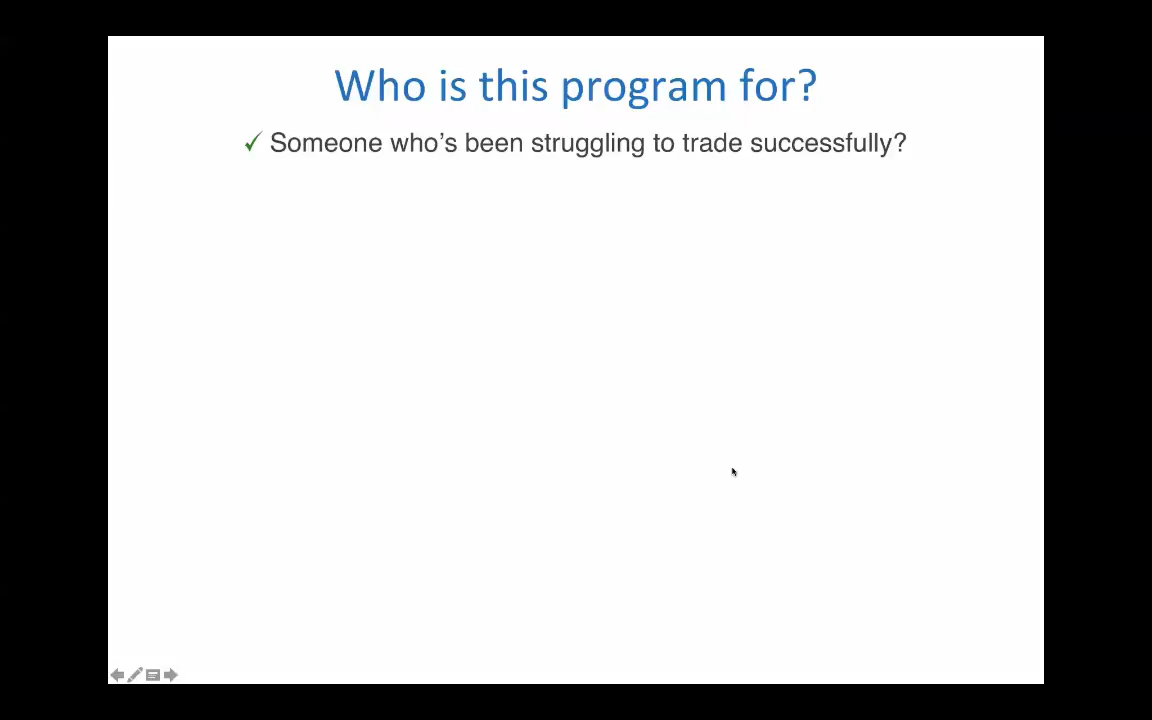 Who is this program for?
✓ Someone who’s been struggling to trade successfully?